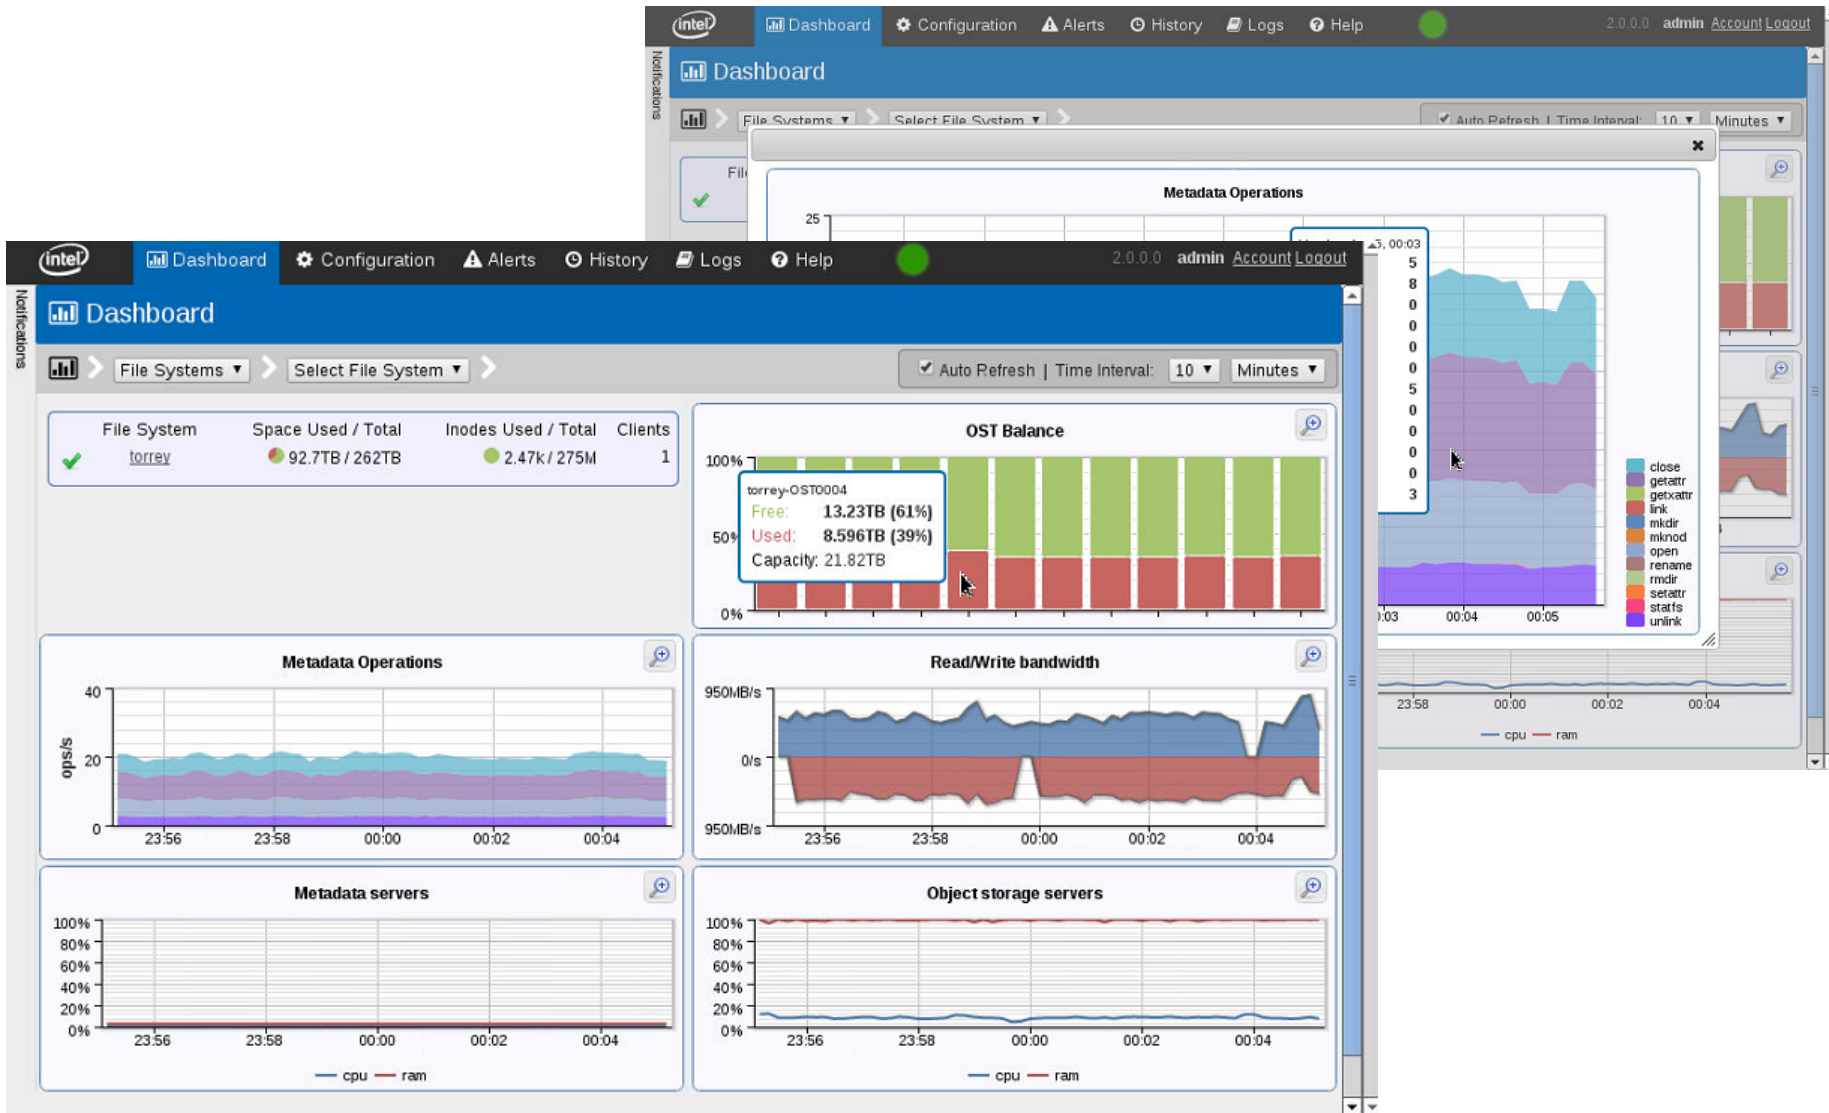 intel Dashboard Configuration Alerts History Logs Help 2.0.0.0 admin Account Logout
Notifications
Dashboard
File Systems Select File System Auto Refresh | Time Interval: 10 Minutes
Metadata Operations
25
00:03
5
8
0
0
0
0
5
0
0
0
0
3
close
getattr
getxattr
link
mkdir
mknod
open
rename
rmdir
setattr
statfs
unlink
00:04 00:05
23:58 00:00 00:02 00:04
cpu ram
intel Dashboard Configuration Alerts History Logs Help 2.0.0.0 admin Account Logout
Notifications
Dashboard
File Systems Select File System Auto Refresh | Time Interval: 10 Minutes
File System Space Used / Total Inodes Used / Total Clients
torrey 92.7TB / 262TB 2.47k / 275M 1
OST Balance
100%
50%
0%
torrey-OST0004
Free: 13.23TB (61%)
Used: 8.596TB (39%)
Capacity: 21.82TB
Metadata Operations
ops/s
40
20
0
23:56 23:58 00:00 00:02 00:04
Read/Write bandwidth
950MB/s
0/s
950MB/s
23:56 23:58 00:00 00:02 00:04
Metadata servers
100%
80%
60%
40%
20%
0%
23:56 23:58 00:00 00:02 00:04
cpu ram
Object storage servers
100%
80%
60%
40%
20%
0%
23:56 23:58 00:00 00:02 00:04
cpu ram